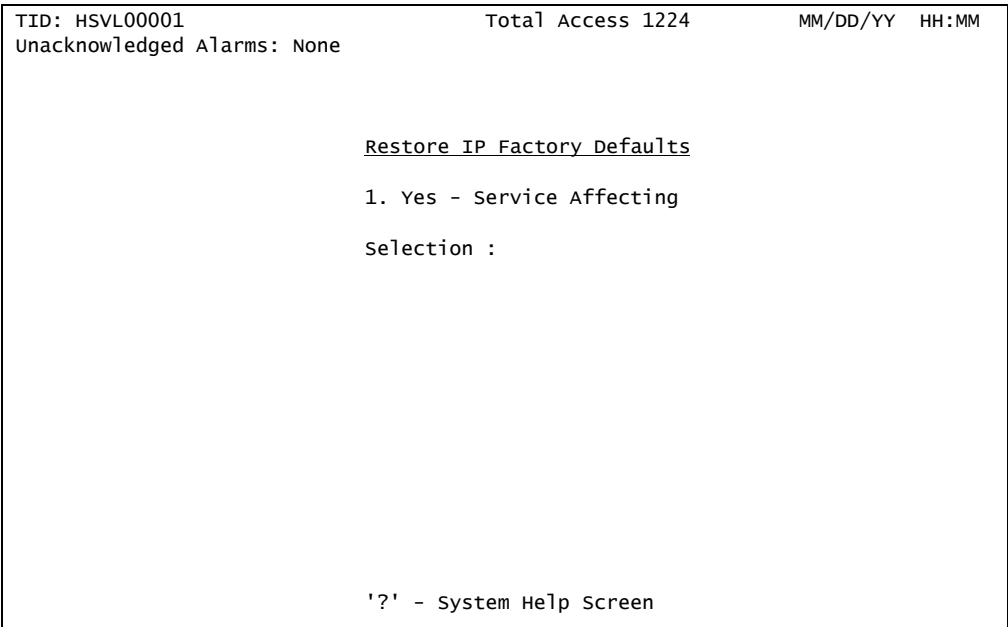 TID: HSVL00001 Total Access 1224 MM/DD/YY HH:MM
Unacknowledged Alarms: None
Restore IP Factory Defaults
1. Yes - Service Affecting
Selection :
'?' - System Help Screen